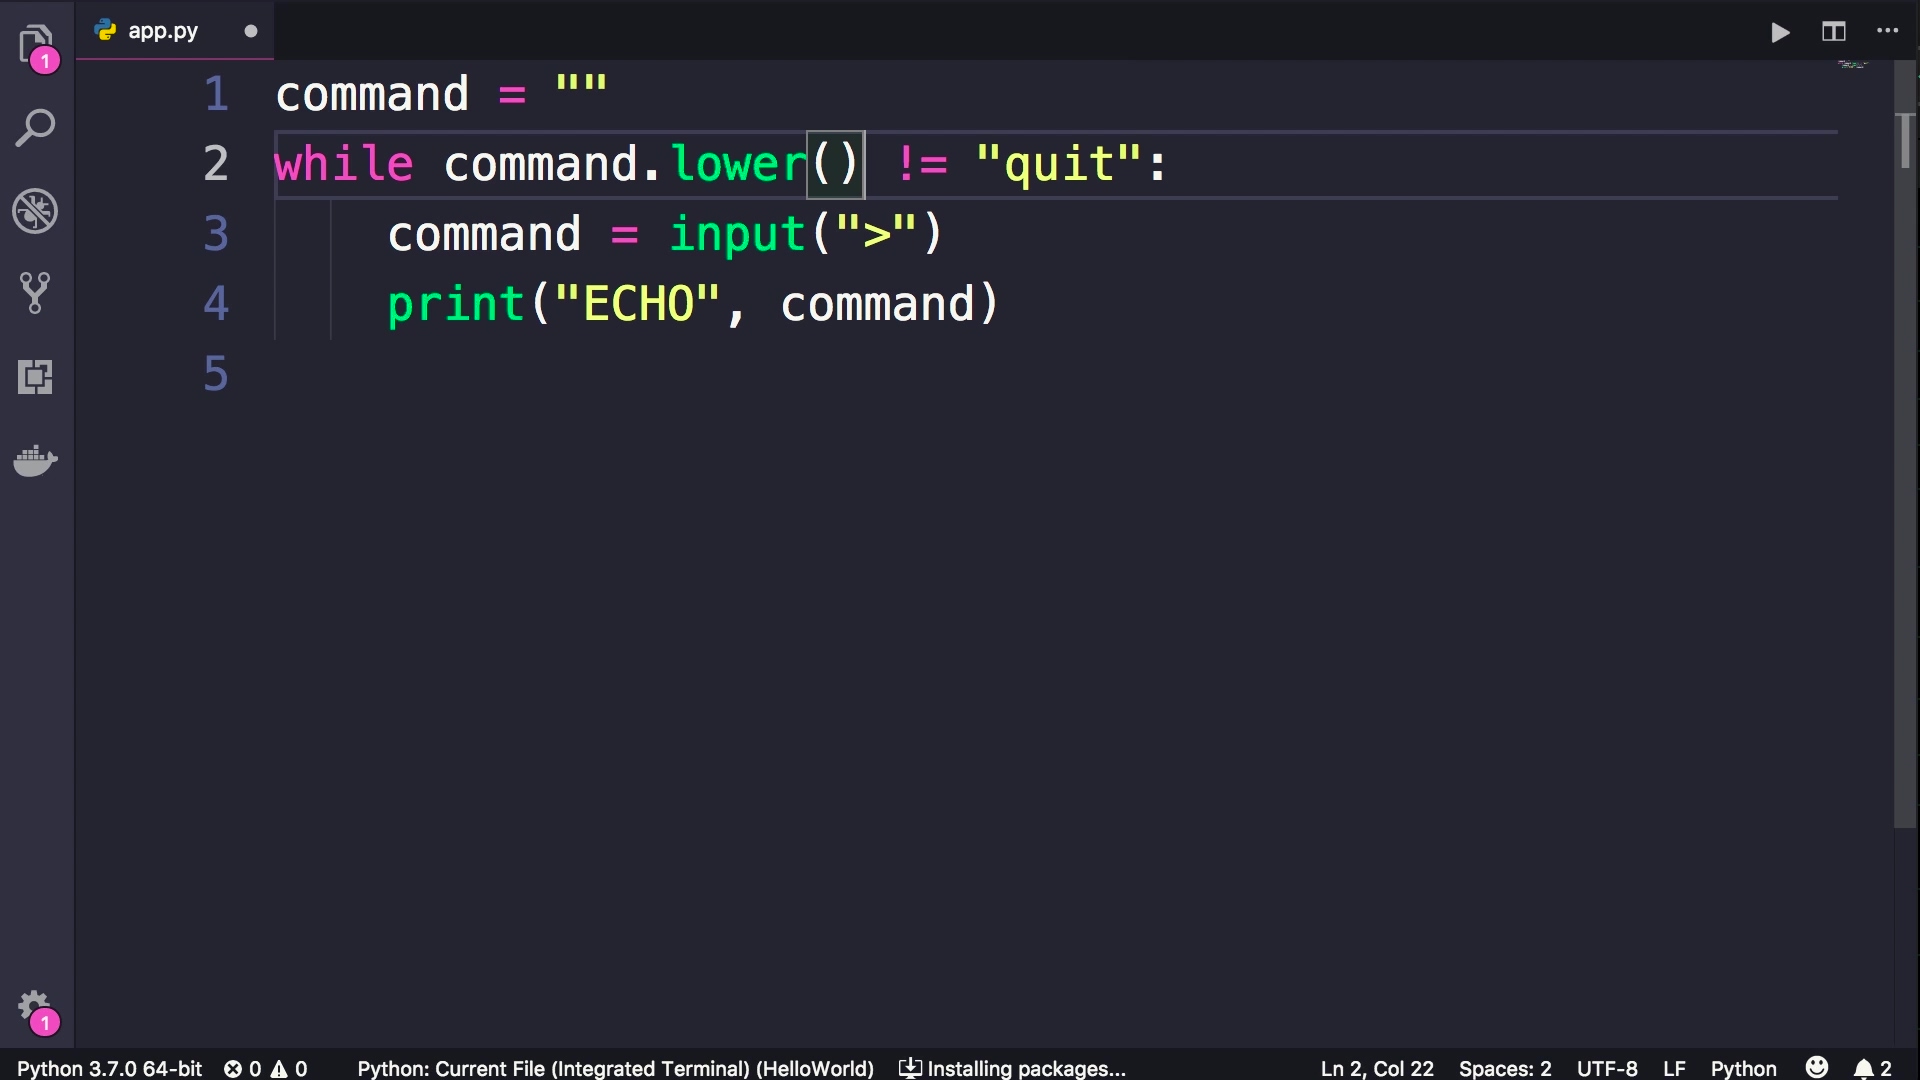 1
app.py
1 command = ""
2 while command.lower() != "quit":
3     command = input(">")
4     print("ECHO", command)
5
1
Python 3.7.0 64-bit 0 0 Python: Current File (Integrated Terminal) (HelloWorld) Installing packages... Ln 2, Col 22 Spaces: 2 UTF-8 LF Python 2